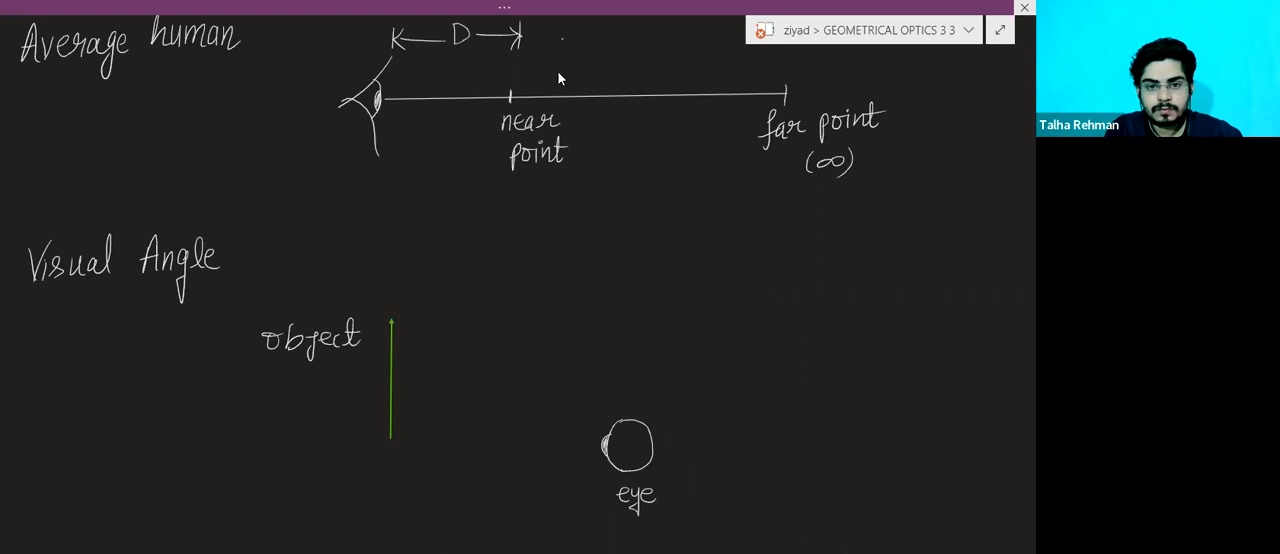 ...
ziyad > GEOMETRICAL OPTICS 3 3
Average human
D
near
point
far point
(∞)
Talha Rehman
Visual Angle
object
eye